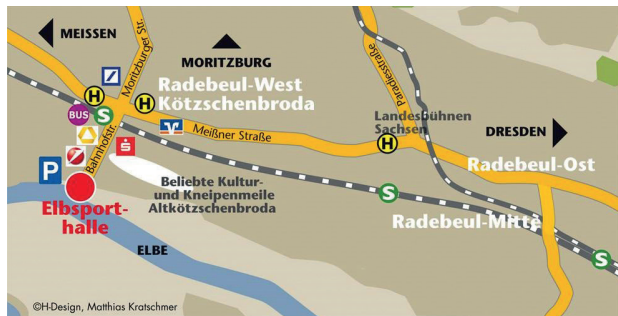 MEISSEN
MORITZBURG
Moritzburger Str.
Paradiesstraße
H
H
Radebeul-West
Kötzschenbroda
BUS
S
Bahnhofstr.
Meißner Straße
Landesbühnen
Sachsen
H
DRESDEN
Radebeul-Ost
P
Elbsport-
halle
Beliebte Kultur-
und Kneipenmeile
Altkötzschenbroda
S
Radebeul-Mitte
S
ELBE
©H-Design, Matthias Kratschmer